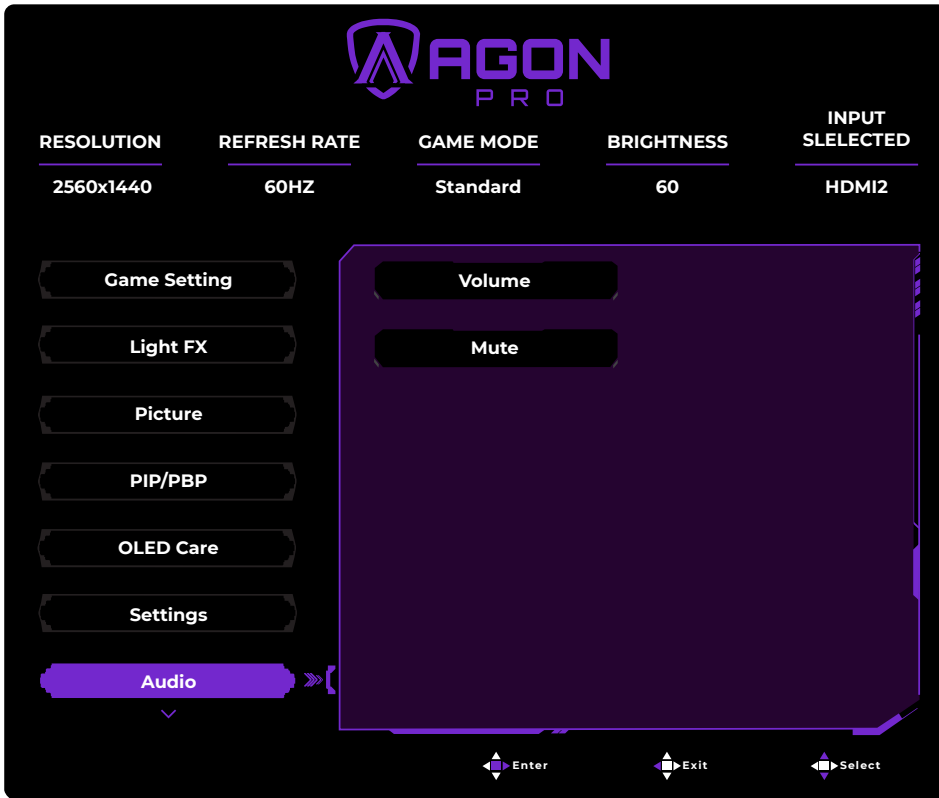 AGON
PRO
RESOLUTION
2560x1440
REFRESH RATE
60HZ
GAME MODE
Standard
BRIGHTNESS
60
INPUT
SLELECTED
HDMI2
Game Setting
Light FX
Picture
PIP/PBP
OLED Care
Settings
Audio
Volume
Mute
Enter
Exit
Select